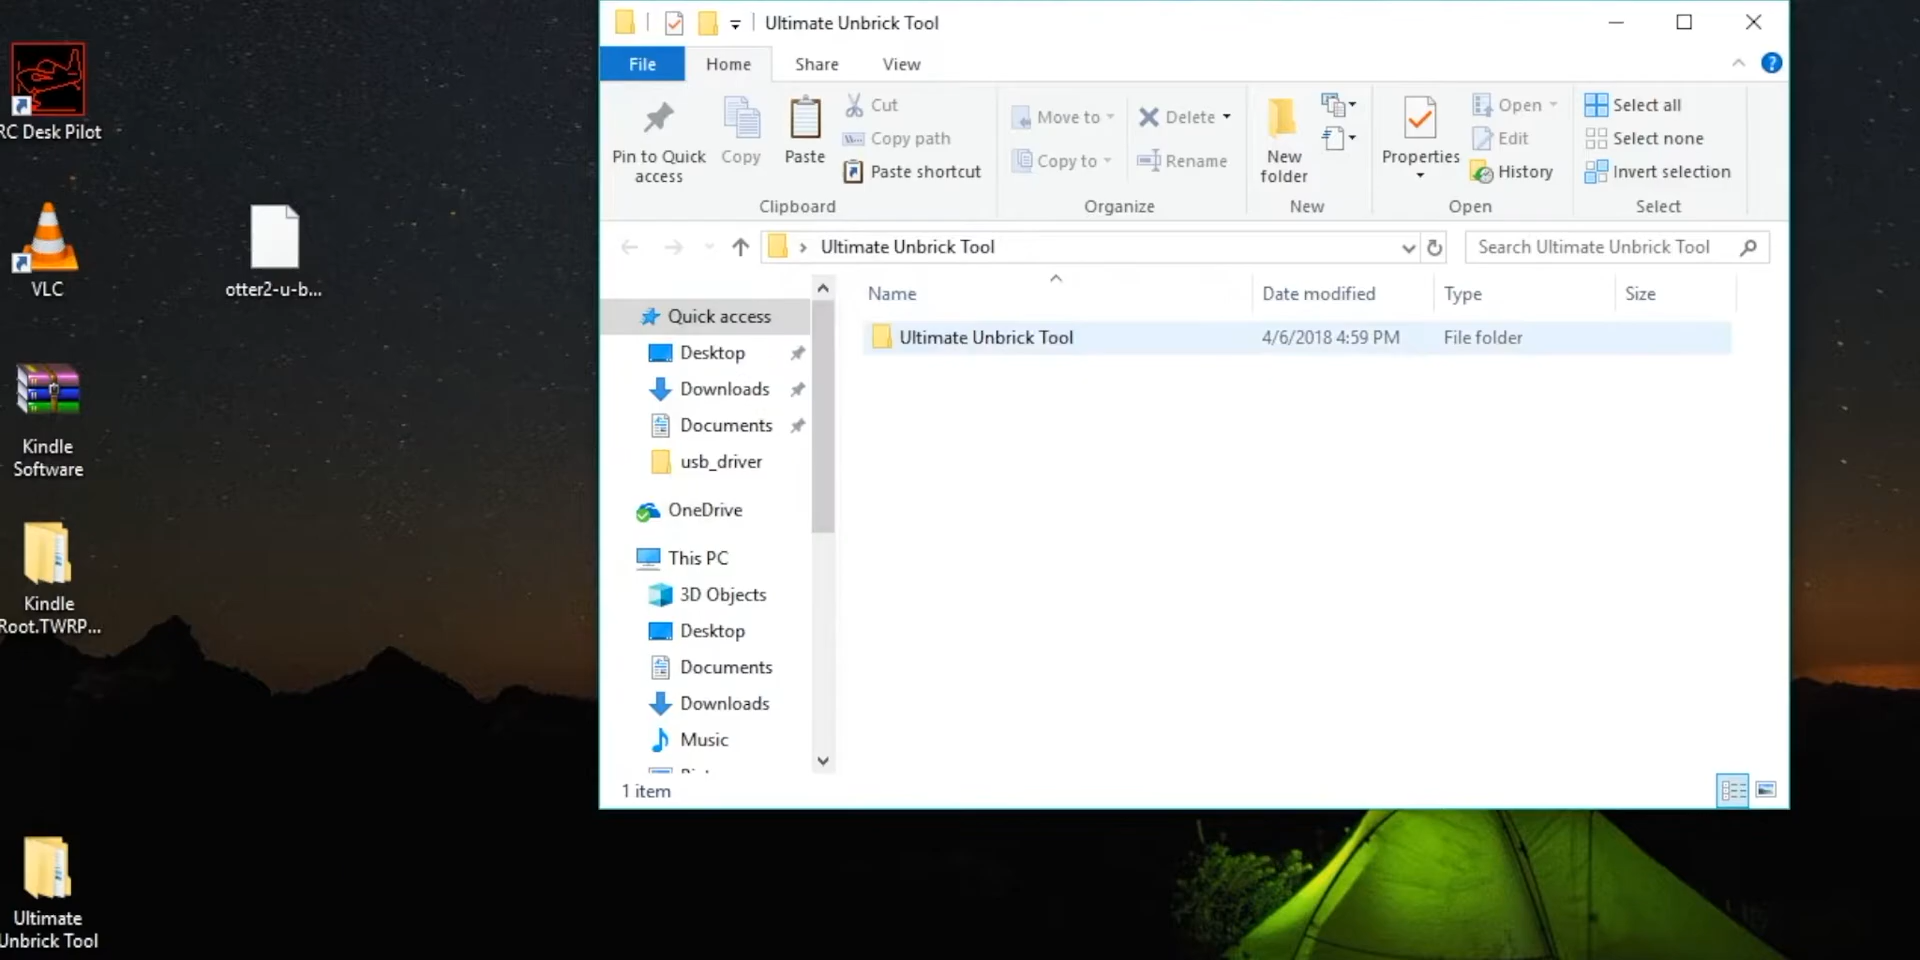 RC Desk Pilot
VLC
otter2-u-b...
Kindle
Software
Kindle
Root.TWRP...
Ultimate
Unbrick Tool
Ultimate Unbrick Tool
File Home Share View
Pin to Quick
access
Copy
Paste
Cut
Copy path
Paste shortcut
Clipboard
Move to
Copy to
Delete
Rename
Organize
New
folder
New
Properties
Open
Edit
History
Open
Select all
Select none
Invert selection
Select
Ultimate Unbrick Tool
Search Ultimate Unbrick Tool
Name Date modified Type Size
Ultimate Unbrick Tool 4/6/2018 4:59 PM File folder
Quick access
Desktop
Downloads
Documents
usb_driver
OneDrive
This PC
3D Objects
Desktop
Documents
Downloads
Music
1 item